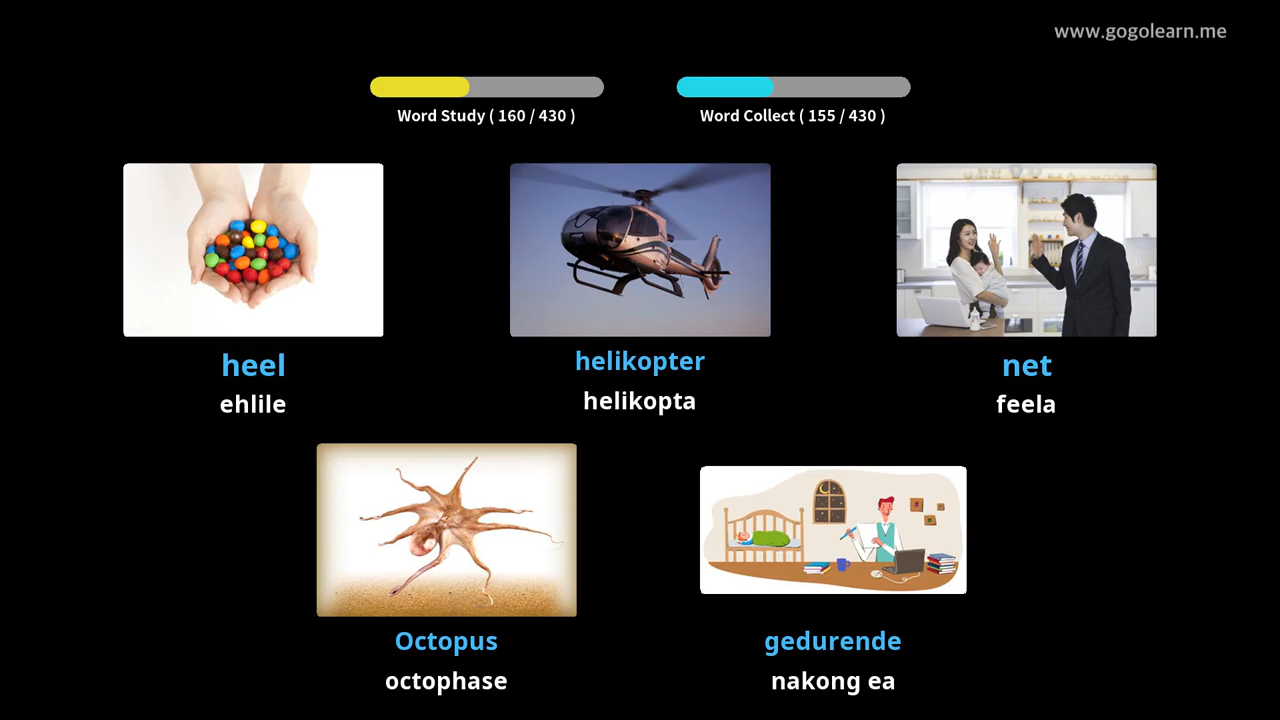 www.gogolearn.me
Word Study ( 160 / 430 )
Word Collect ( 155 / 430 )
heel
ehlile
helikopter
helikopta
net
feela
Octopus
octophase
gedurende
nakong ea